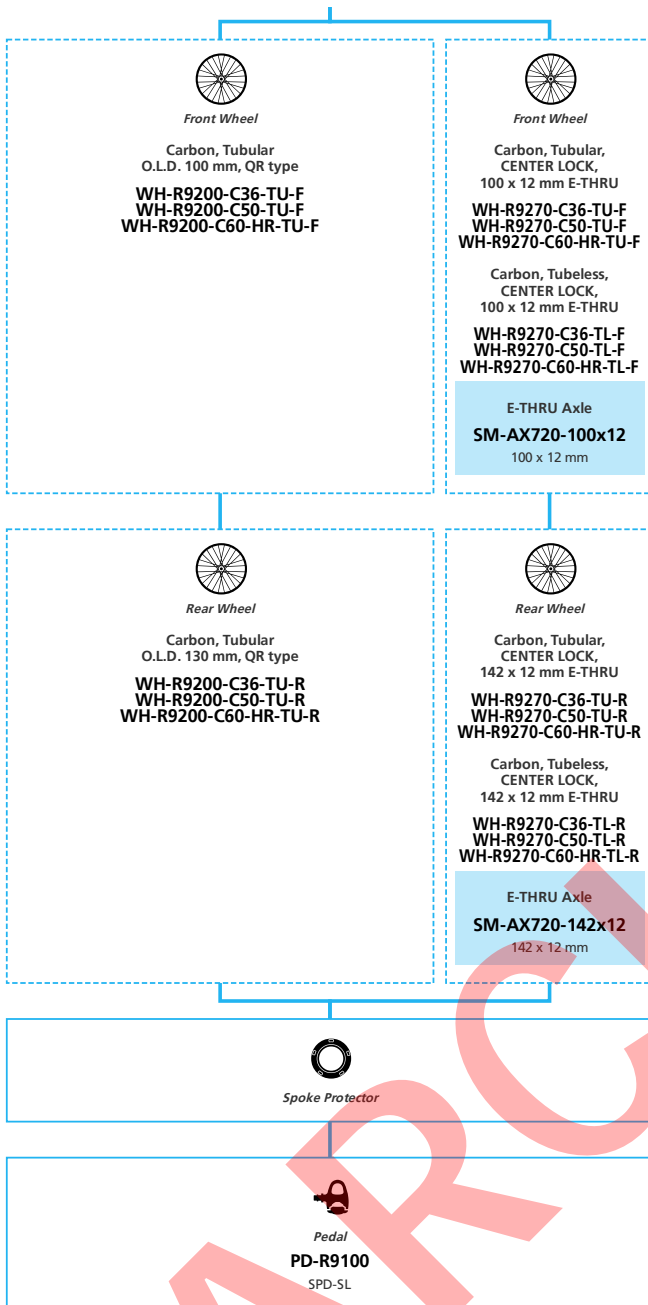 Front Wheel
Carbon, Tubular
O.L.D. 100 mm, QR type
WH-R9200-C36-TU-F
WH-R9200-C50-TU-F
WH-R9200-C60-HR-TU-F
Front Wheel
Carbon, Tubular,
CENTER LOCK,
100 x 12 mm E-THRU
WH-R9270-C36-TU-F
WH-R9270-C50-TU-F
WH-R9270-C60-HR-TU-F
Carbon, Tubeless,
CENTER LOCK,
100 x 12 mm E-THRU
WH-R9270-C36-TL-F
WH-R9270-C50-TL-F
WH-R9270-C60-HR-TL-F
E-THRU Axle
SM-AX720-100x12
100 x 12 mm
Rear Wheel
Carbon, Tubular
O.L.D. 130 mm, QR type
WH-R9200-C36-TU-R
WH-R9200-C50-TU-R
WH-R9200-C60-HR-TU-R
Rear Wheel
Carbon, Tubular,
CENTER LOCK,
142 x 12 mm E-THRU
WH-R9270-C36-TU-R
WH-R9270-C50-TU-R
WH-R9270-C60-HR-TU-R
Carbon, Tubeless,
CENTER LOCK,
142 x 12 mm E-THRU
WH-R9270-C36-TL-R
WH-R9270-C50-TL-R
WH-R9270-C60-HR-TL-R
E-THRU Axle
SM-AX720-142x12
142 x 12 mm
Spoke Protector
Pedal
PD-R9100
SPD-SL